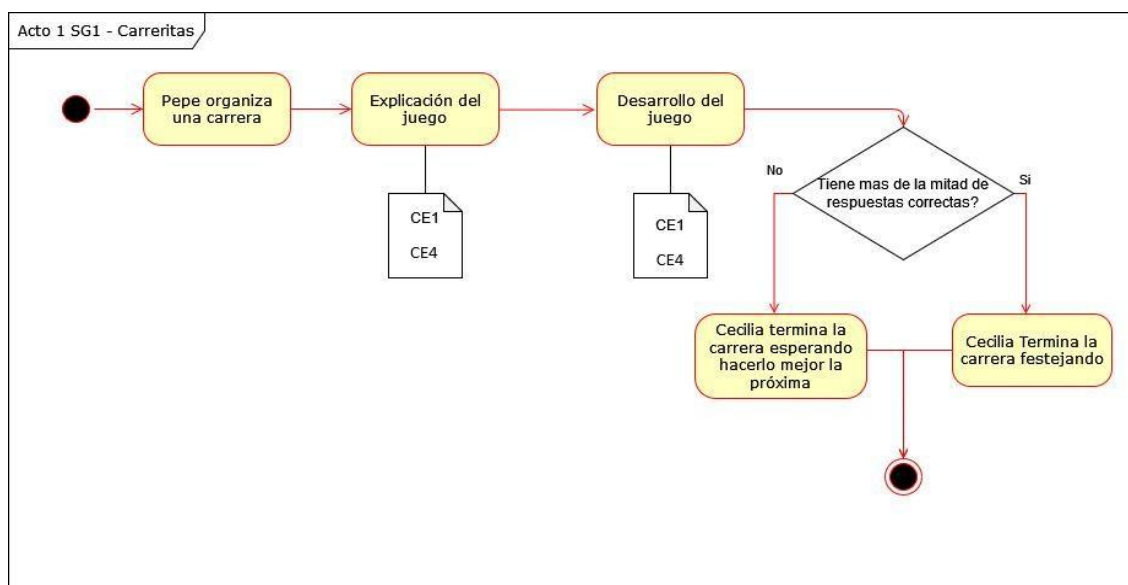 Acto 1 SG1 - Carreritas
Pepe organiza
una carrera
Explicación del
juego
Desarrollo del
juego
CE1
CE4
CE1
CE4
No
Tiene mas de la mitad de
respuestas correctas?
Si
Cecilia termina la
carrera esperando
hacerlo mejor la
próxima
Cecilia Termina la
carrera festejando